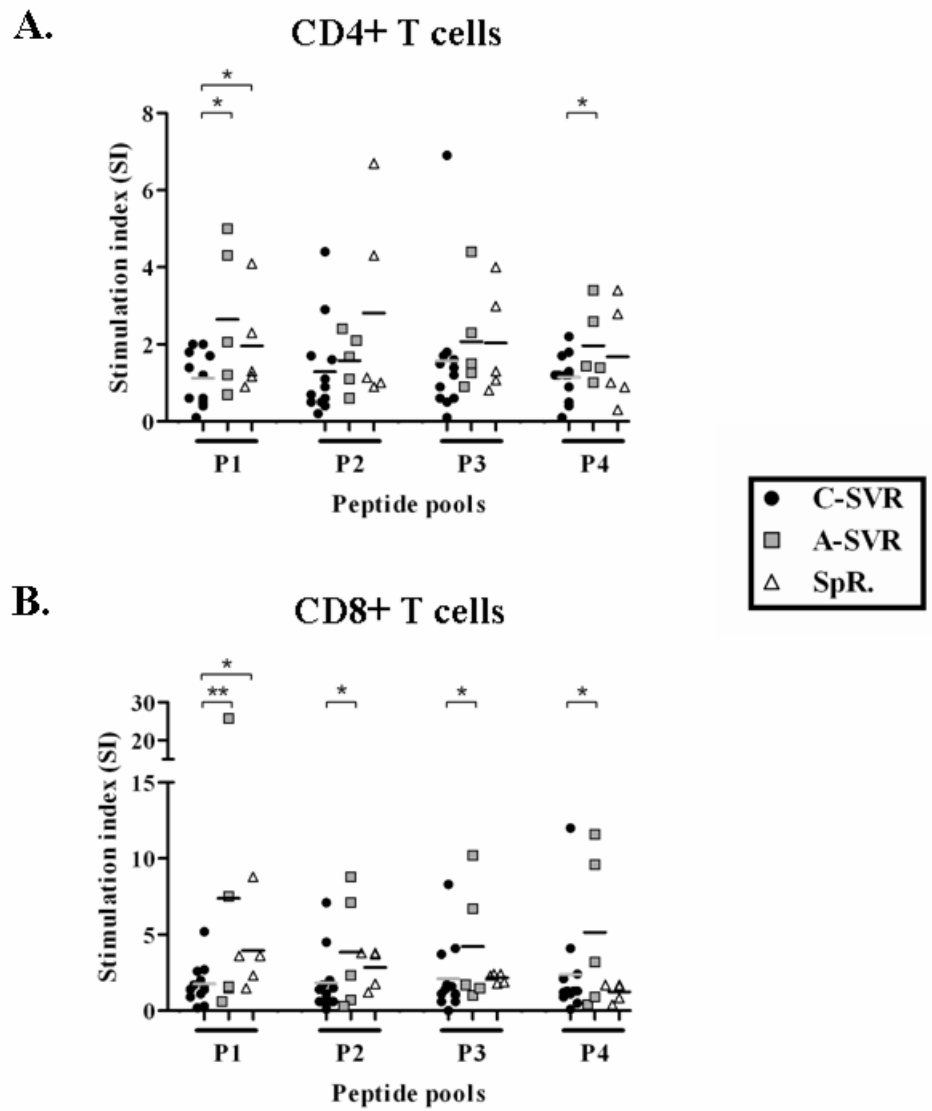 A.
CD4+ T cells
*
*
*
8
6
4
2
0
Stimulation index (SI)
P1 P2 P3 P4
Peptide pools
C-SVR
A-SVR
SpR.
B.
CD8+ T cells
*
** * * *
30
20
15
10
5
0
Stimulation index (SI)
P1 P2 P3 P4
Peptide pools